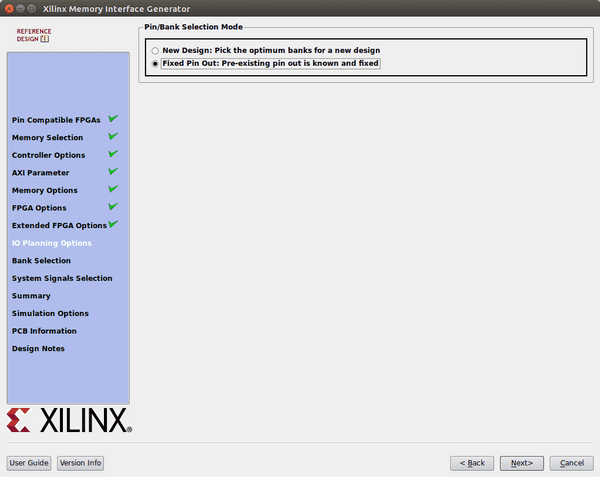 Xilinx Memory Interface Generator
REFERENCE
DESIGN
Pin Compatible FPGAs
Memory Selection
Controller Options
AXI Parameter
Memory Options
FPGA Options
Extended FPGA Options
IO Planning Options
Bank Selection
System Signals Selection
Summary
Simulation Options
PCB Information
Design Notes
XILINX®
Pin/Bank Selection Mode
New Design: Pick the optimum banks for a new design
Fixed Pin Out: Pre-existing pin out is known and fixed
User Guide
Version Info
< Back
Next>
Cancel